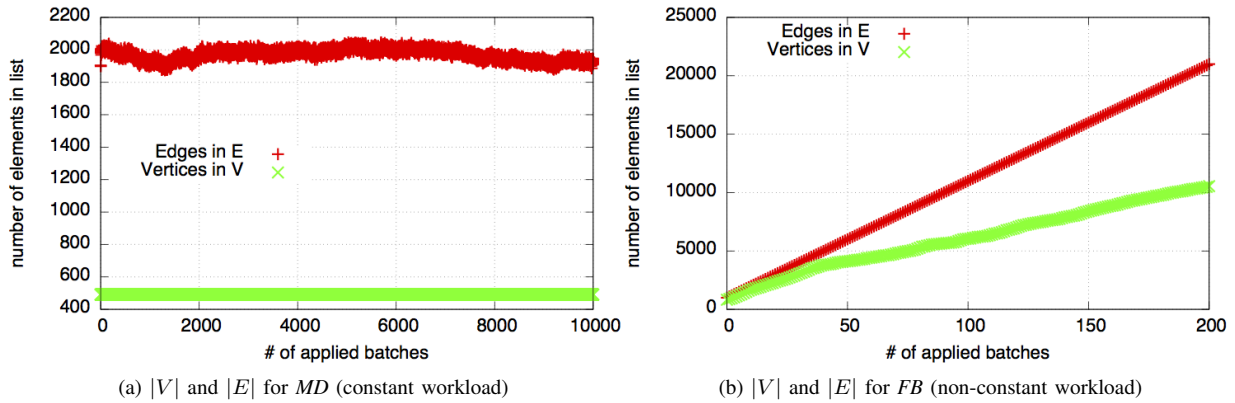 number of elements in list
2200
2000
1800
1600
1400
1200
1000
800
600
400
Edges in E
Vertices in V
0
2000
4000
6000
8000
10000
# of applied batches
(a) |V| and |E| for MD (constant workload)
number of elements in list
25000
20000
15000
10000
5000
0
Edges in E
Vertices in V
0
50
100
150
200
# of applied batches
(b) |V| and |E| for FB (non-constant workload)